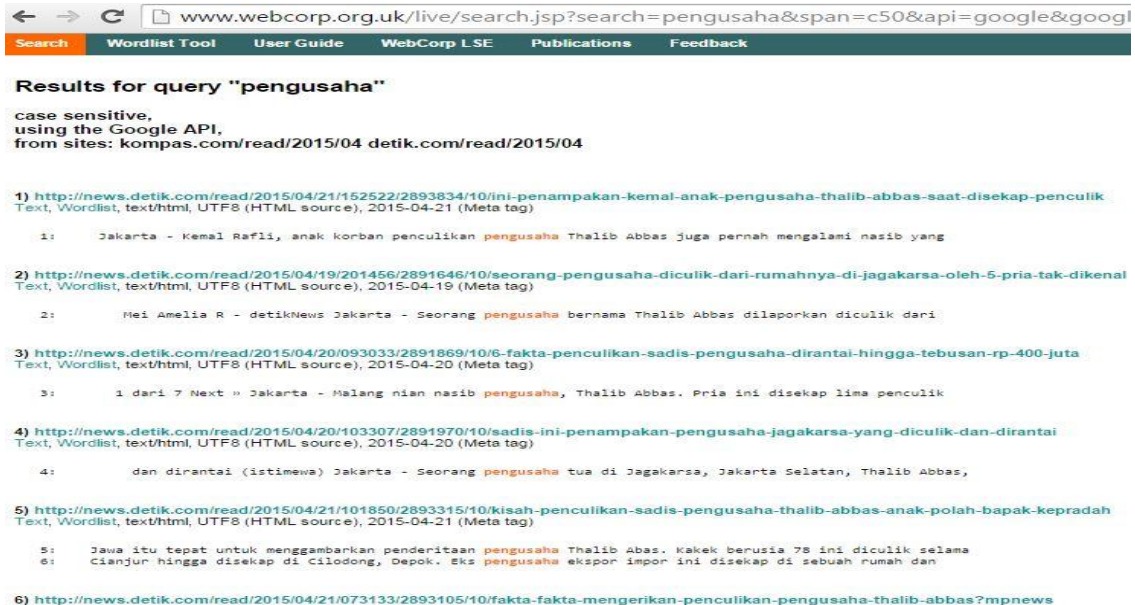 www.webcorp.org.uk/live/search.jsp?search=pengusaha&span=c50&api=google&googl
Search Wordlist Tool User Guide WebCorp LSE Publications Feedback
Results for query "pengusaha"
case sensitive,
using the Google API,
from sites: kompas.com/read/2015/04 detik.com/read/2015/04
1) http://news.detik.com/read/2015/04/21/152522/2893834/10/ini-penampakan-kemal-anak-pengusaha-thalib-abbas-saat-disekap-penculik
Text, Wordlist, text/html, UTF8 (HTML source), 2015-04-21 (Meta tag)
1: Jakarta - Kemal Rafli, anak korban penculikan pengusaha Thalib Abbas juga pernah mengalami nasib yang
2) http://news.detik.com/read/2015/04/19/201456/2891646/10/seorang-pengusaha-diculik-dari-rumahnya-di-jagakarsa-oleh-5-pria-tak-dikenal
Text, Wordlist, text/html, UTF8 (HTML source), 2015-04-19 (Meta tag)
2: Mei Amelia R - detikNews Jakarta - Seorang pengusaha bernama Thalib Abbas dilaporkan diculik dari
3) http://news.detik.com/read/2015/04/20/093033/2891869/10/6-fakta-penculikan-sadis-pengusaha-dirantai-hingga-tebusan-rp-400-juta
Text, Wordlist, text/html, UTF8 (HTML source), 2015-04-20 (Meta tag)
3: 1 dari 7 Next » Jakarta - Malang nian nasib pengusaha, Thalib Abbas. Pria ini disekap lima penculik
4) http://news.detik.com/read/2015/04/20/103307/2891970/10/sadis-ini-penampakan-pengusaha-jagakarsa-yang-diculik-dan-dirantai
Text, Wordlist, text/html, UTF8 (HTML source), 2015-04-20 (Meta tag)
4: dan dirantai (istimewa) Jakarta - Seorang pengusaha tua di Jagakarsa, Jakarta Selatan, Thalib Abbas,
5) http://news.detik.com/read/2015/04/21/101850/2893315/10/kisah-penculikan-sadis-pengusaha-thalib-abbas-anak-polah-bapak-kepradah
Text, Wordlist, text/html, UTF8 (HTML source), 2015-04-21 (Meta tag)
5: Jawa itu tepat untuk menggambarkan penderitaan pengusaha Thalib Abas. Kakek berusia 78 ini diculik selama
6: Cianjur hingga disekap di Cilodong, Depok. Eks pengusaha ekspor impor ini disekap di sebuah rumah dan
6) http://news.detik.com/read/2015/04/21/073133/2893105/10/fakta-fakta-mengerikan-penculikan-pengusaha-thalib-abbas?mpnews